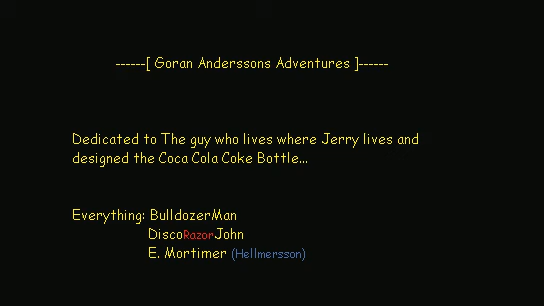 ------[ Goran Anderssons Adventures ]------
Dedicated to The guy who lives where Jerry lives and
designed the Coca Cola Coke Bottle...
Everything: BulldozerMan
DiscoRazorJohn
E. Mortimer (Hellmersson)